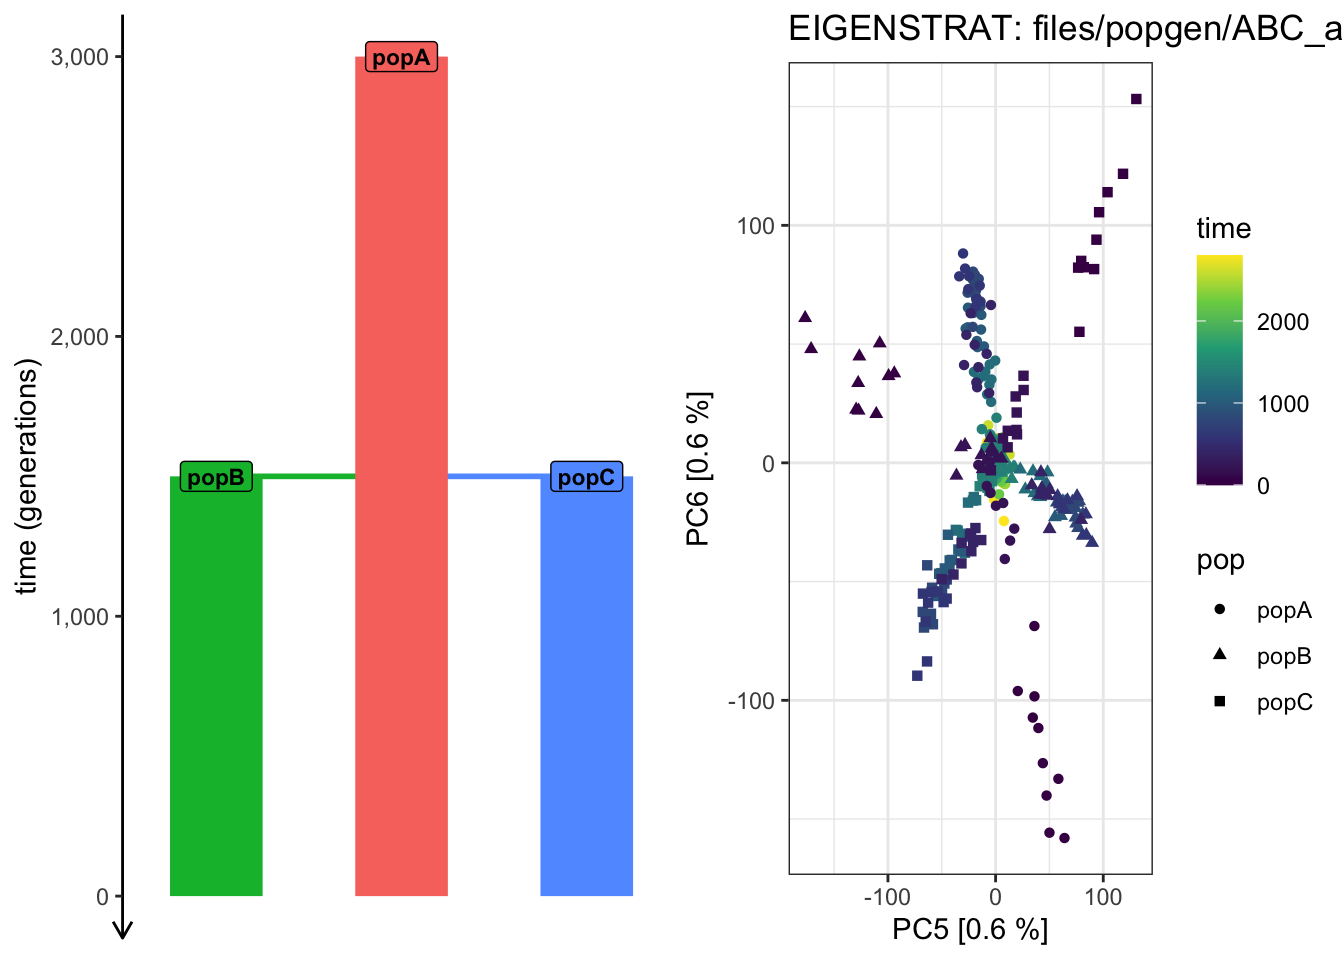 time (generations)
3,000
2,000
1,000
0
popA
popB
popC
EIGENSTRAT: files/popgen/ABC_a
PC6 [0.6 %]
100
0
-100
-100
0
100
PC5 [0.6 %]
time
2000
1000
0
pop
popA
popB
popC